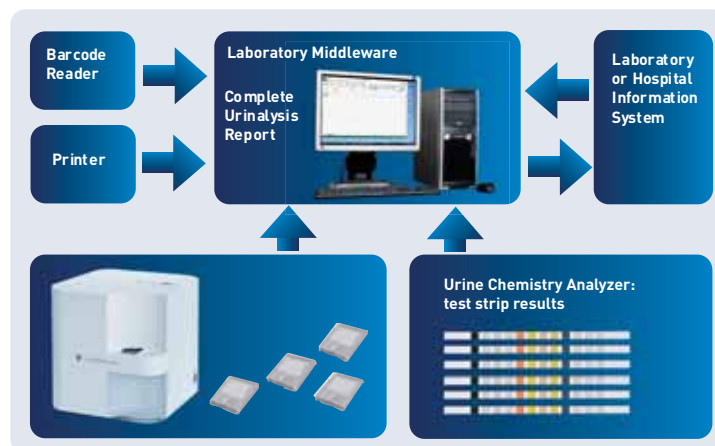 Barcode
Reader
Printer
Laboratory Middleware
Complete
Urinalysis
Report
Laboratory
or Hospital
Information
System
Urine Chemistry Analyzer:
test strip results